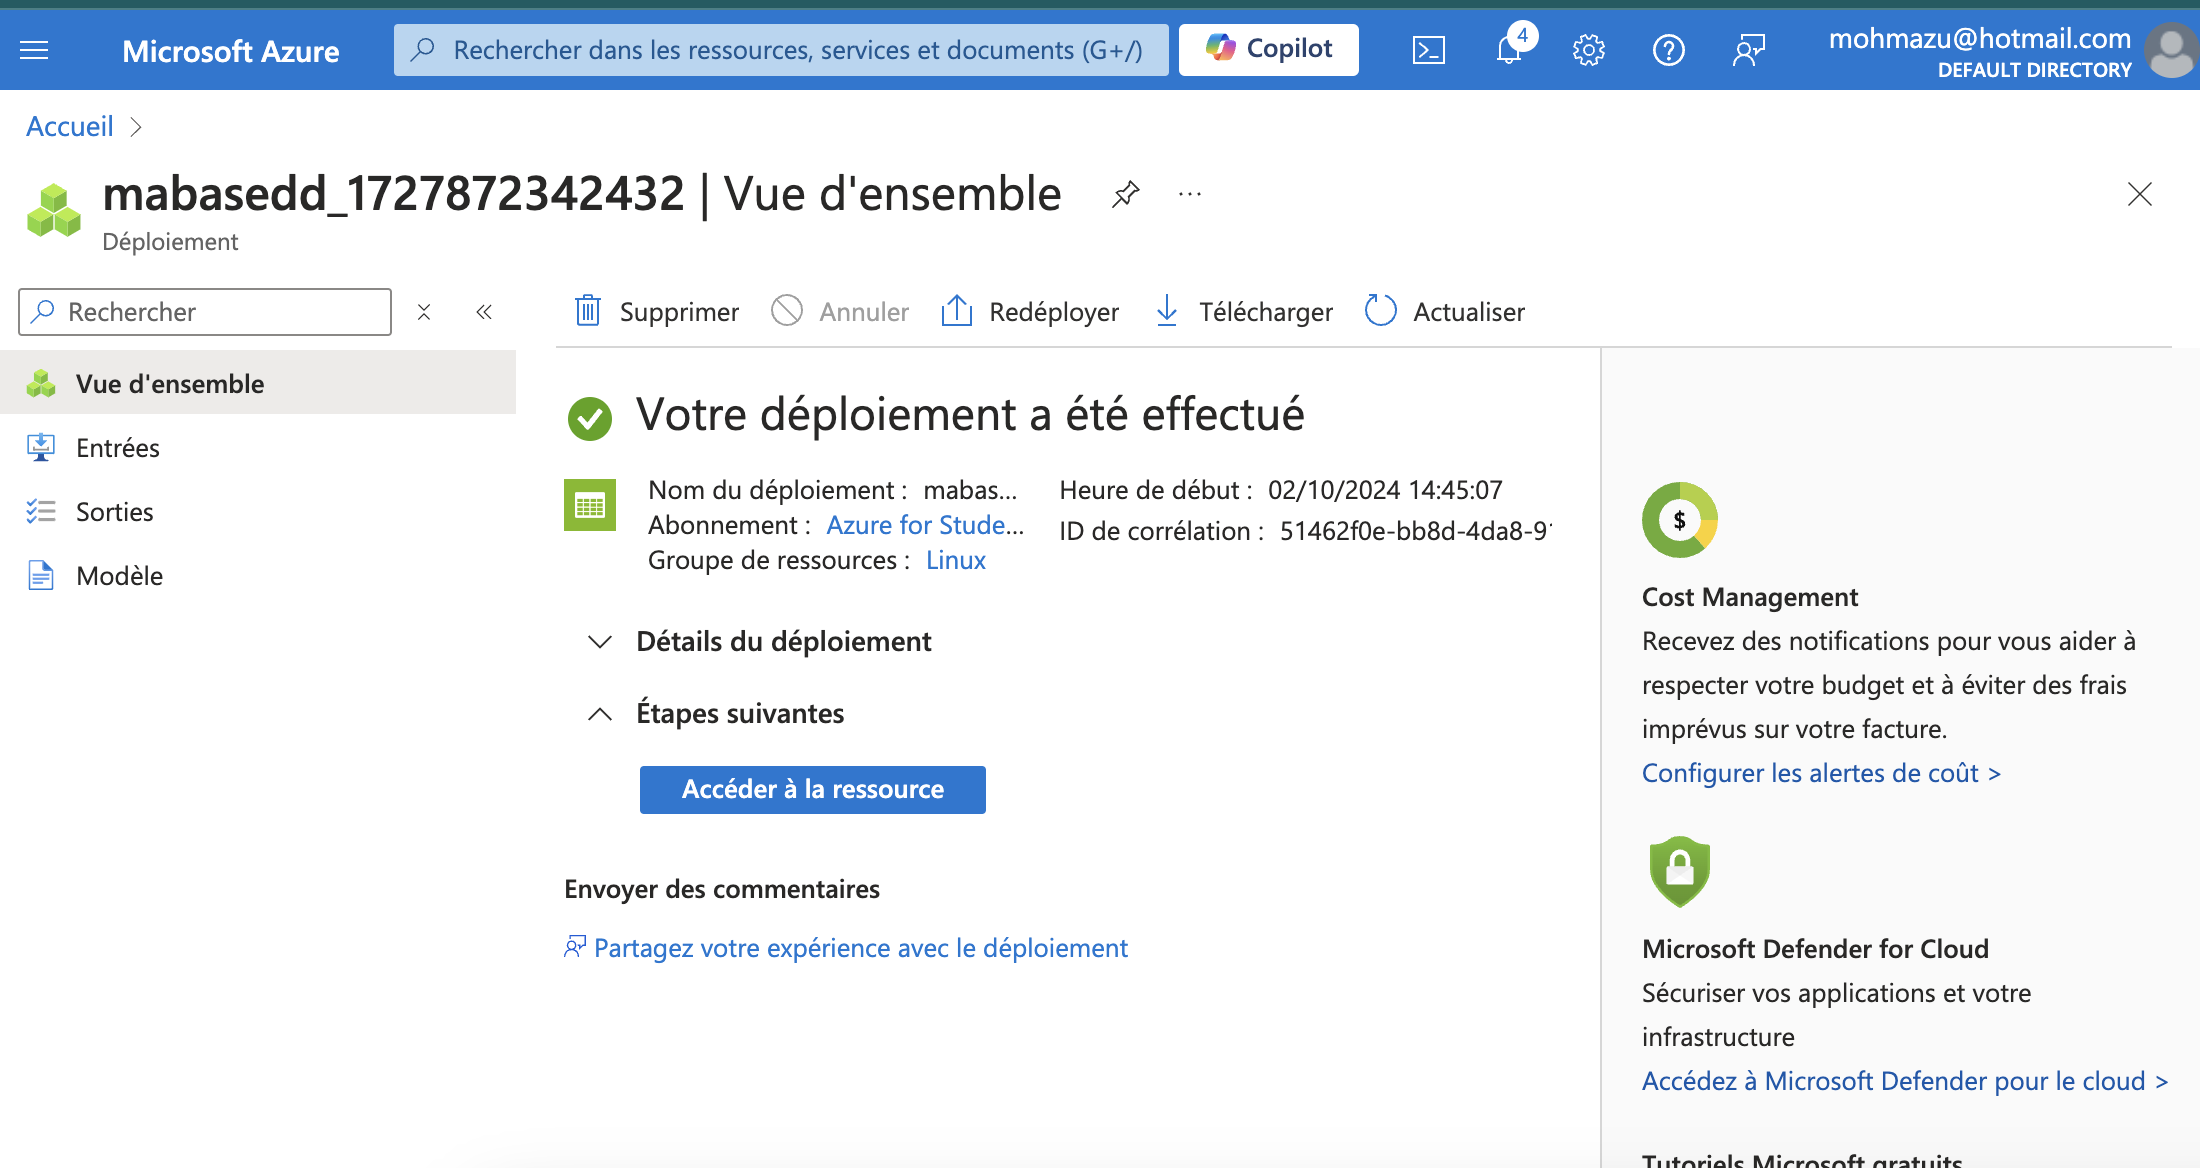 Microsoft Azure
Rechercher dans les ressources, services et documents (G+/)
Copilot
4
mohmazu@hotmail.com
DEFAULT DIRECTORY
Accueil >
mabasedd_1727872342432 | Vue d'ensemble
...
Déploiement
Rechercher
Supprimer
Annuler
Redéployer
Télécharger
Actualiser
Vue d'ensemble
Entrées
Sorties
Modèle
Votre déploiement a été effectué
Nom du déploiement : mabas...
Abonnement : Azure for Stude...
Groupe de ressources : Linux
Heure de début : 02/10/2024 14:45:07
ID de corrélation : 51462f0e-bb8d-4da8-9
Détails du déploiement
Étapes suivantes
Accéder à la ressource
Envoyer des commentaires
Partagez votre expérience avec le déploiement
$
Cost Management
Recevez des notifications pour vous aider à
respecter votre budget et à éviter des frais
imprévus sur votre facture.
Configurer les alertes de coût >
Microsoft Defender for Cloud
Sécuriser vos applications et votre
infrastructure
Accédez à Microsoft Defender pour le cloud >
Tutoriels Microsoft gratuits